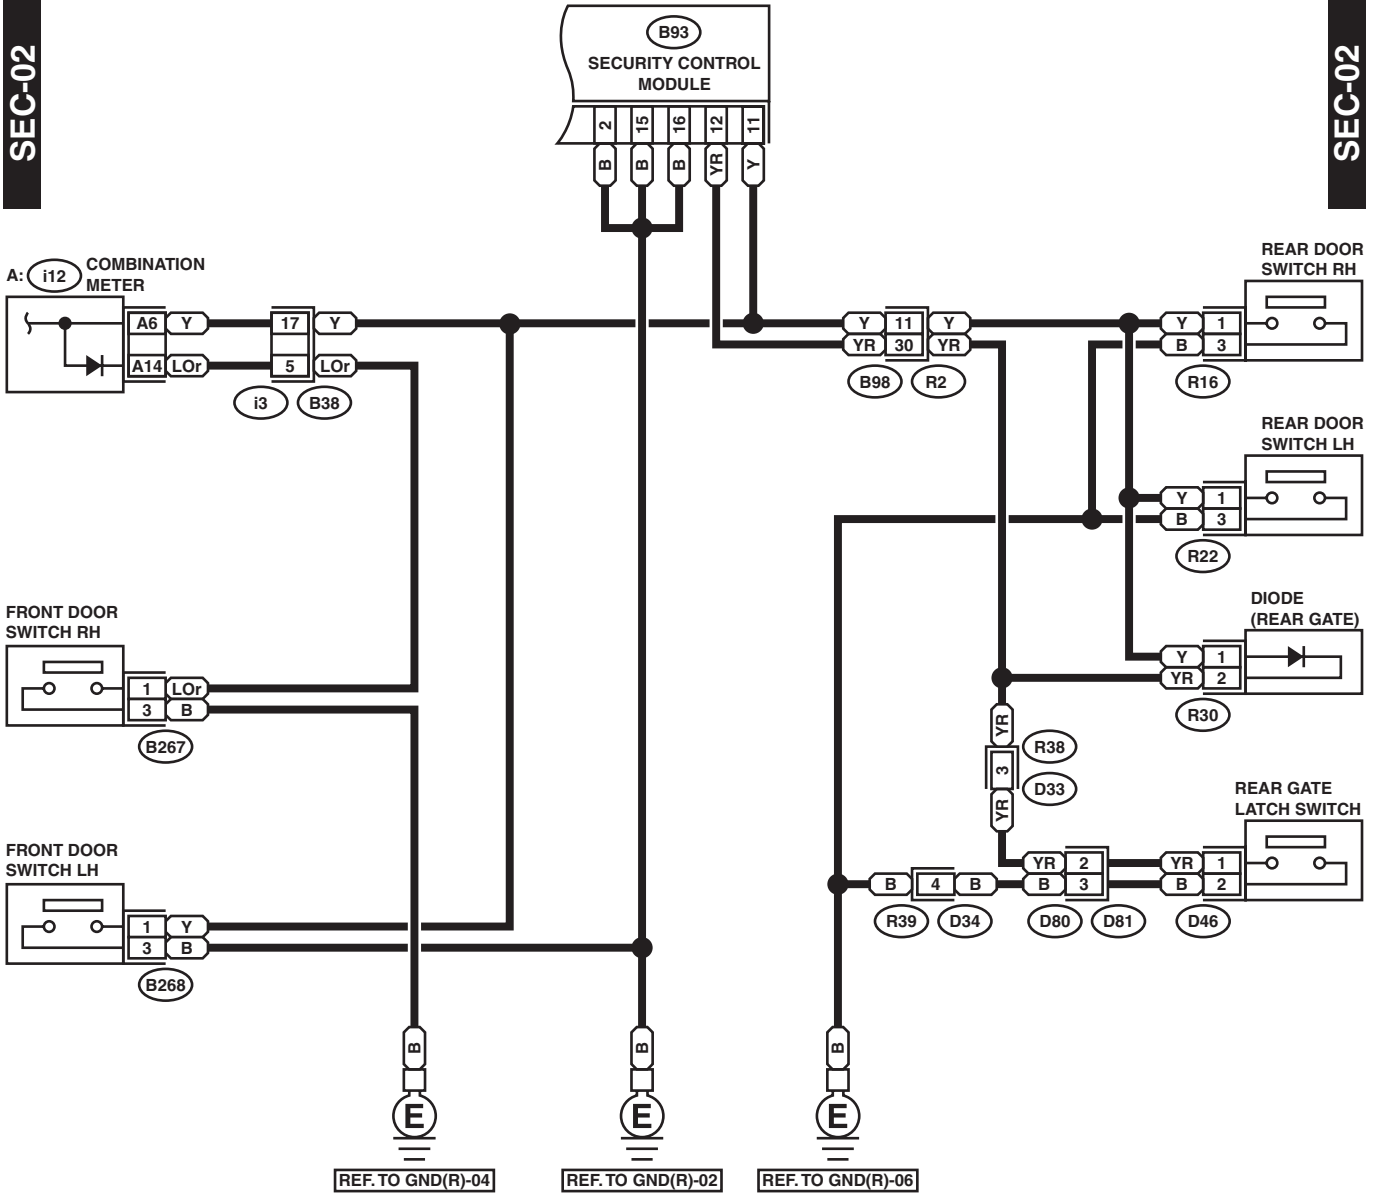 SEC-02
SEC-02
B93
SECURITY CONTROL
MODULE
2 15 16 12 11
B B B YR Y
A: i12 COMBINATION
METER
A6 Y 17 Y
A14 LOr 5 LOr
i3 B38
Y 11 Y
YR 30 YR
B98 R2
REAR DOOR
SWITCH RH
Y 1
B 3
R16
REAR DOOR
SWITCH LH
Y 1
B 3
R22
FRONT DOOR
SWITCH RH
1 LOr
3 B
B267
DIODE
(REAR GATE)
Y 1
YR 2
R30
YR
3
YR
R38
D33
REAR GATE
LATCH SWITCH
YR 2 YR 1
B 4 B B 3 B 2
R39 D34 D80 D81 D46
FRONT DOOR
SWITCH LH
1 Y
3 B
B268
B B B
E E E
REF. TO GND(R)-04 REF. TO GND(R)-02 REF. TO GND(R)-06